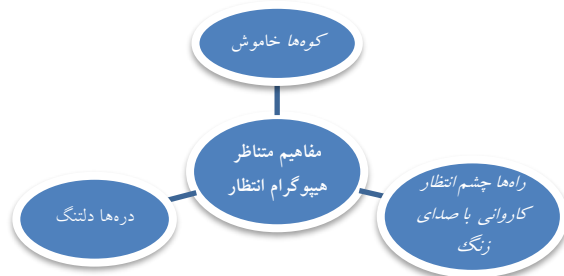 کوه‌ها خاموش
مفاهیم متناظر
هیپوگرام انتظار
راه‌ها چشم انتظار
کاروانی با صدای
زنگ
دره‌ها دلتنگ